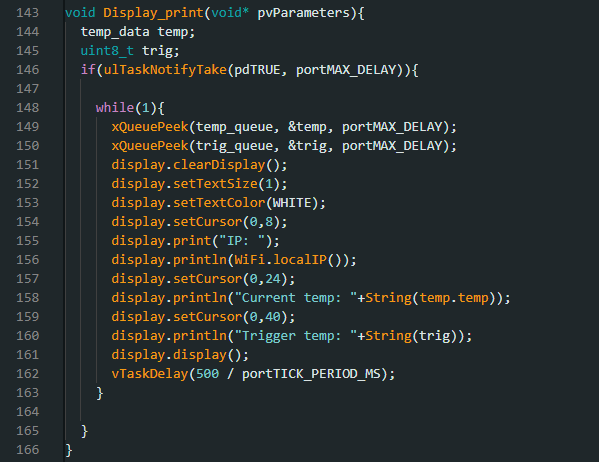 143 void Display_print(void* pvParameters){
144   temp_data temp;
145   uint8_t trig;
146   if(ulTaskNotifyTake(pdTRUE, portMAX_DELAY)){
147
148     while(1){
149       xQueuePeek(temp_queue, &temp, portMAX_DELAY);
150       xQueuePeek(trig_queue, &trig, portMAX_DELAY);
151       display.clearDisplay();
152       display.setTextSize(1);
153       display.setTextColor(WHITE);
154       display.setCursor(0,8);
155       display.print("IP: ");
156       display.println(WiFi.localIP());
157       display.setCursor(0,24);
158       display.println("Current temp: "+String(temp.temp));
159       display.setCursor(0,40);
160       display.println("Trigger temp: "+String(trig));
161       display.display();
162       vTaskDelay(500 / portTICK_PERIOD_MS);
163     }
164
165   }
166 }